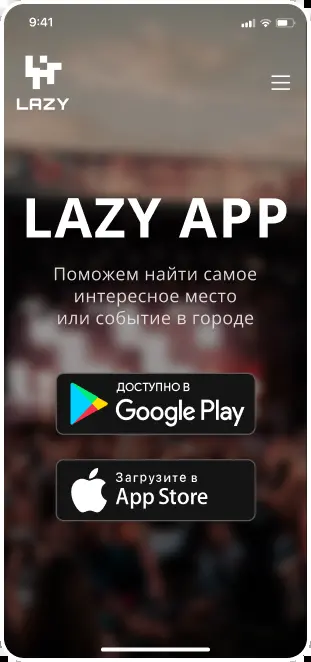 9:41
LAZY
LAZY APP
Поможем найти самое
интересное место
или событие в городе
ДОСТУПНО В
Google Play
Загрузите в
App Store